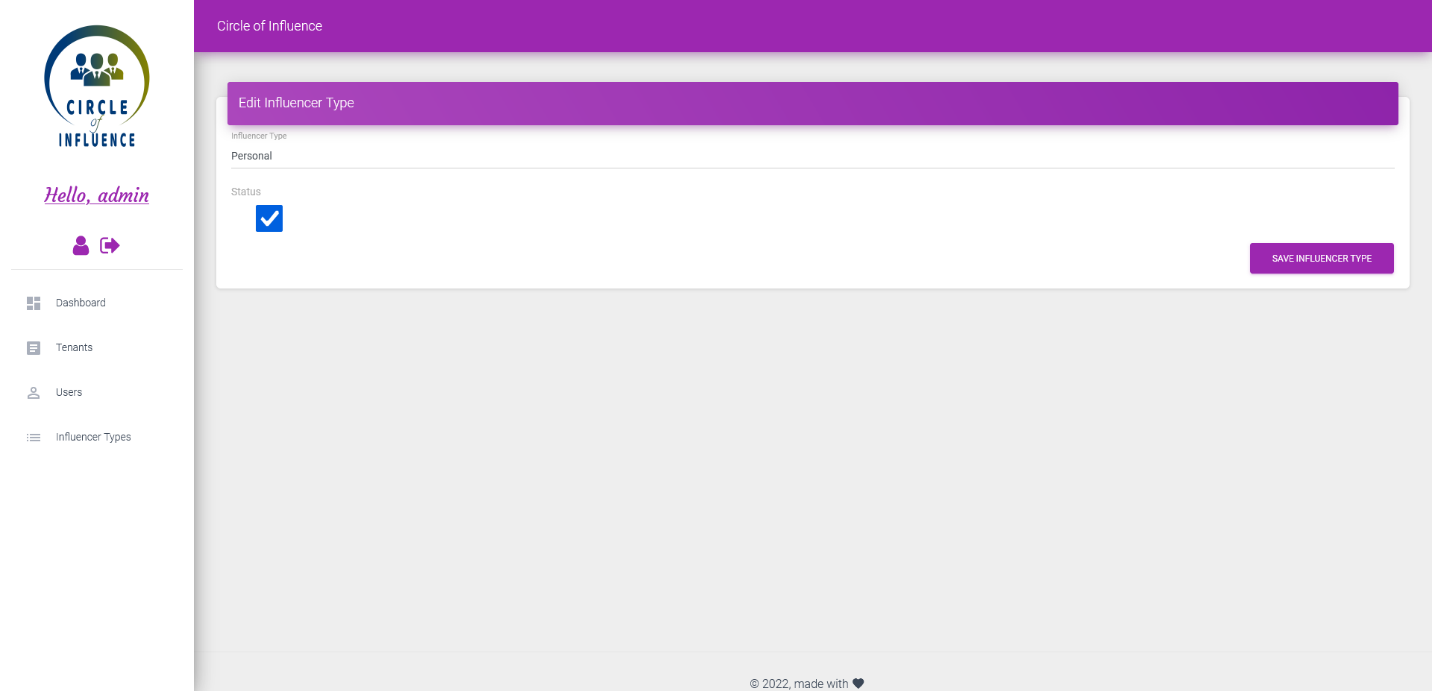 CIRCLE
of
INFLUENCE
Hello, admin
Dashboard
Tenants
Users
Influencer Types
Circle of Influence
Edit Influencer Type
Influencer Type
Personal
Status
SAVE INFLUENCER TYPE
© 2022, made with